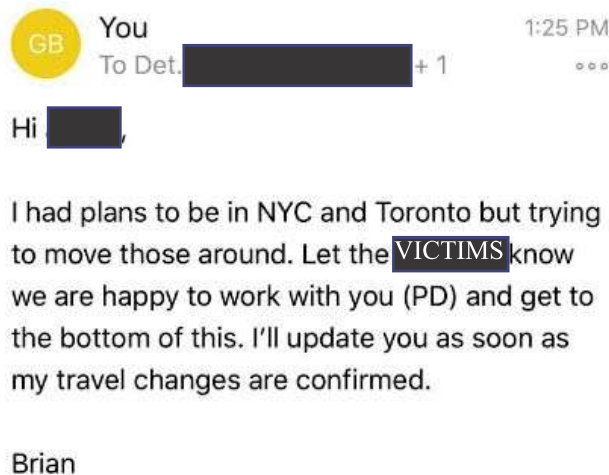 GB
You
1:25 PM
To Det.
+ 1
Hi
,
I had plans to be in NYC and Toronto but trying
to move those around. Let the VICTIMS know
we are happy to work with you (PD) and get to
the bottom of this. I'll update you as soon as
my travel changes are confirmed.
Brian